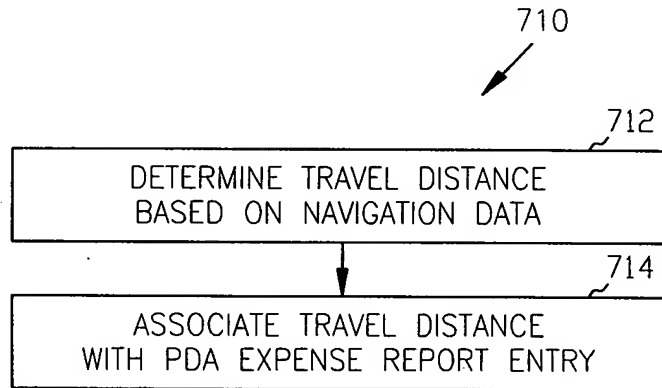 710
712
DETERMINE TRAVEL DISTANCE
BASED ON NAVIGATION DATA
714
ASSOCIATE TRAVEL DISTANCE
WITH PDA EXPENSE REPORT ENTRY